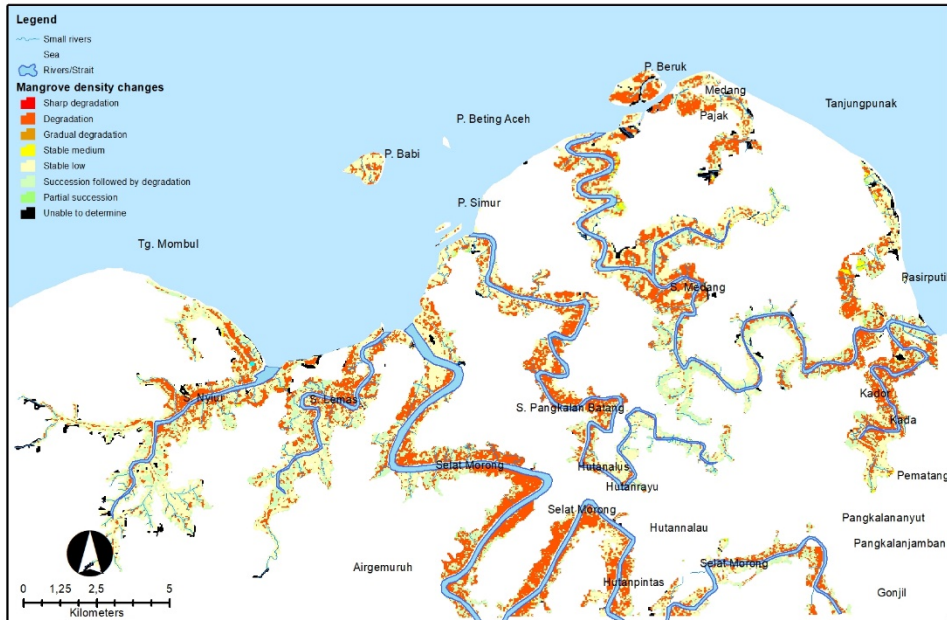 Legend
Small rivers
Sea
Rivers/Strait
Mangrove density changes
Sharp degradation
Degradation
Gradual degradation
Stable medium
Stable low
Succession followed by degradation
Partial succession
Unable to determine
P. Beruk
Medang
Tanjungpunak
Pajak
P. Beting Aceh
P. Babi
P. Simur
Tg. Mombul
Pasirputi
S. Medang
S. Nyiur
S. Lemas
Kador
S. Pangkalan Batang
Kada
Selat Morong
Hutanalus
Pematang
Hutanrayu
Selat Morong
Pangkalananyut
Hutannalau
Pangkalanjamban
Selat Morong
Airgemuruh
Hutanpintas
Gonjil
0 1,25 2,5 5
Kilometers